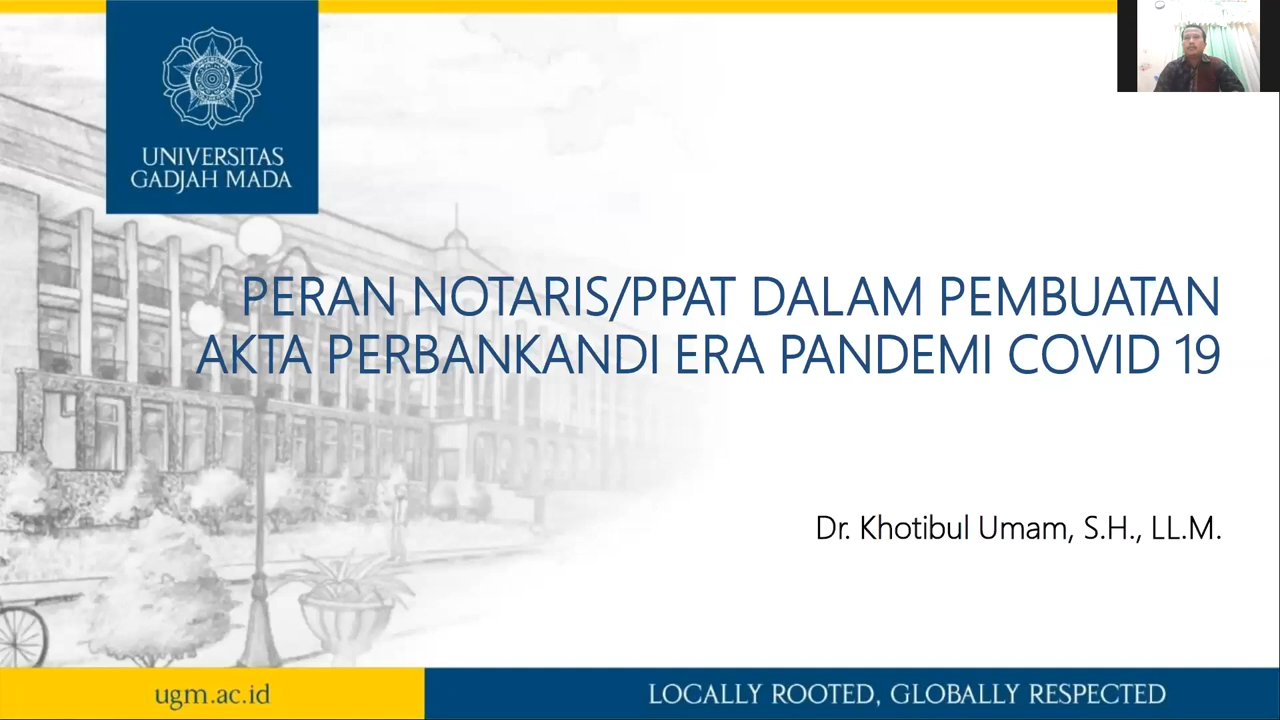 UNIVERSITAS
GADJAH MADA
PERAN NOTARIS/PPAT DALAM PEMBUATAN
AKTA PERBANKANDI ERA PANDEMI COVID 19
Dr. Khotibul Umam, S.H., LL.M.
ugm.ac.id
LOCALLY ROOTED, GLOBALLY RESPECTED